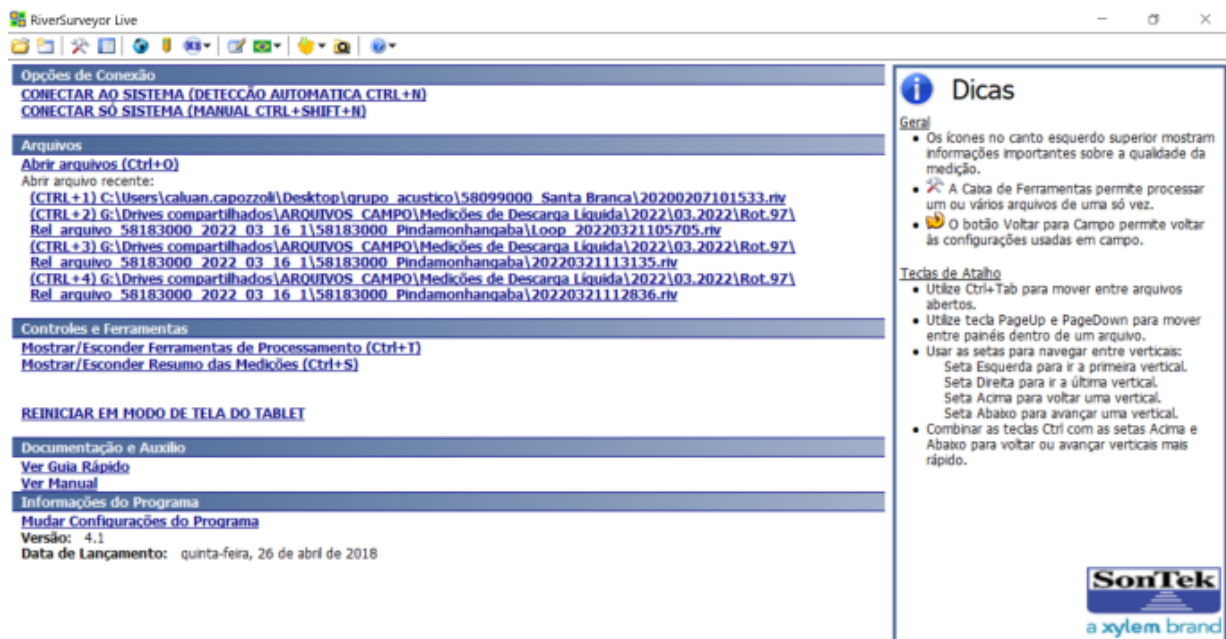 RiverSurveyor Live
Opções de Conexão
CONECTAR AO SISTEMA (DETECÇÃO AUTOMATICA CTRL+N)
CONECTAR SÓ SISTEMA (MANUAL CTRL+SHIFT+N)
Arquivos
Abrir arquivos (Ctrl+O)
Abrir arquivo recente:
(CTRL+1) C:\Users\caluan.capozzoli\Desktop\grupo_acustico\58099000_Santa Branca\20200207101533.riv
(CTRL+2) G:\Drives compartilhados\ARQUIVOS_CAMPO\Medições de Descarga Líquida\2022\03.2022\Rot.97\
Rel_arquivo_58183000_2022_03_16_1\58183000_Pindamonhangaba\Loop_20220321105705.riv
(CTRL+3) G:\Drives compartilhados\ARQUIVOS_CAMPO\Medições de Descarga Líquida\2022\03.2022\Rot.97\
Rel_arquivo_58183000_2022_03_16_1\58183000_Pindamonhangaba\20220321113135.riv
(CTRL+4) G:\Drives compartilhados\ARQUIVOS_CAMPO\Medições de Descarga Líquida\2022\03.2022\Rot.97\
Rel_arquivo_58183000_2022_03_16_1\58183000_Pindamonhangaba\20220321112836.riv
Controles e Ferramentas
Mostrar/Esconder Ferramentas de Processamento (Ctrl+T)
Mostrar/Esconder Resumo das Medições (Ctrl+S)
REINICIAR EM MODO DE TELA DO TABLET
Documentação e Auxilio
Ver Guia Rápido
Ver Manual
Informações do Programa
Mudar Configurações do Programa
Versão: 4.1
Data de Lançamento: quinta-feira, 26 de abril de 2018
Dicas
Geral
• Os ícones no canto esquerdo superior mostram
informações importantes sobre a qualidade da
medição.
• A Caixa de Ferramentas permite processar
um ou vários arquivos de uma só vez.
• O botão Voltar para Campo permite voltar
às configurações usadas em campo.
Teclas de Atalho
• Utilize Ctrl+Tab para mover entre arquivos
abertos.
• Utilize tecla PageUp e PageDown para mover
entre painéis dentro de um arquivo.
• Usar as setas para navegar entre verticais:
Seta Esquerda para ir a primeira vertical.
Seta Direita para ir a última vertical.
Seta Acima para voltar uma vertical.
Seta Abaixo para avançar uma vertical.
• Combinar as teclas Ctrl com as setas Acima e
Abaixo para voltar ou avançar verticais mais
rápido.
SonTek
a xylem brand